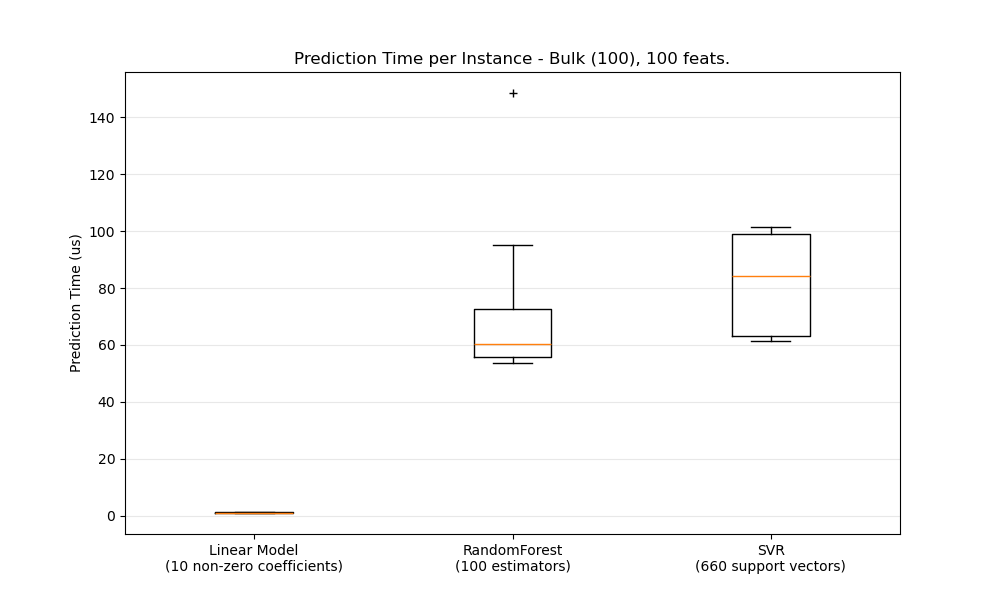 Prediction Time per Instance - Bulk (100), 100 feats.
Prediction Time (us)
140
120
100
80
60
40
20
0
Linear Model
(10 non-zero coefficients)
RandomForest
(100 estimators)
SVR
(660 support vectors)